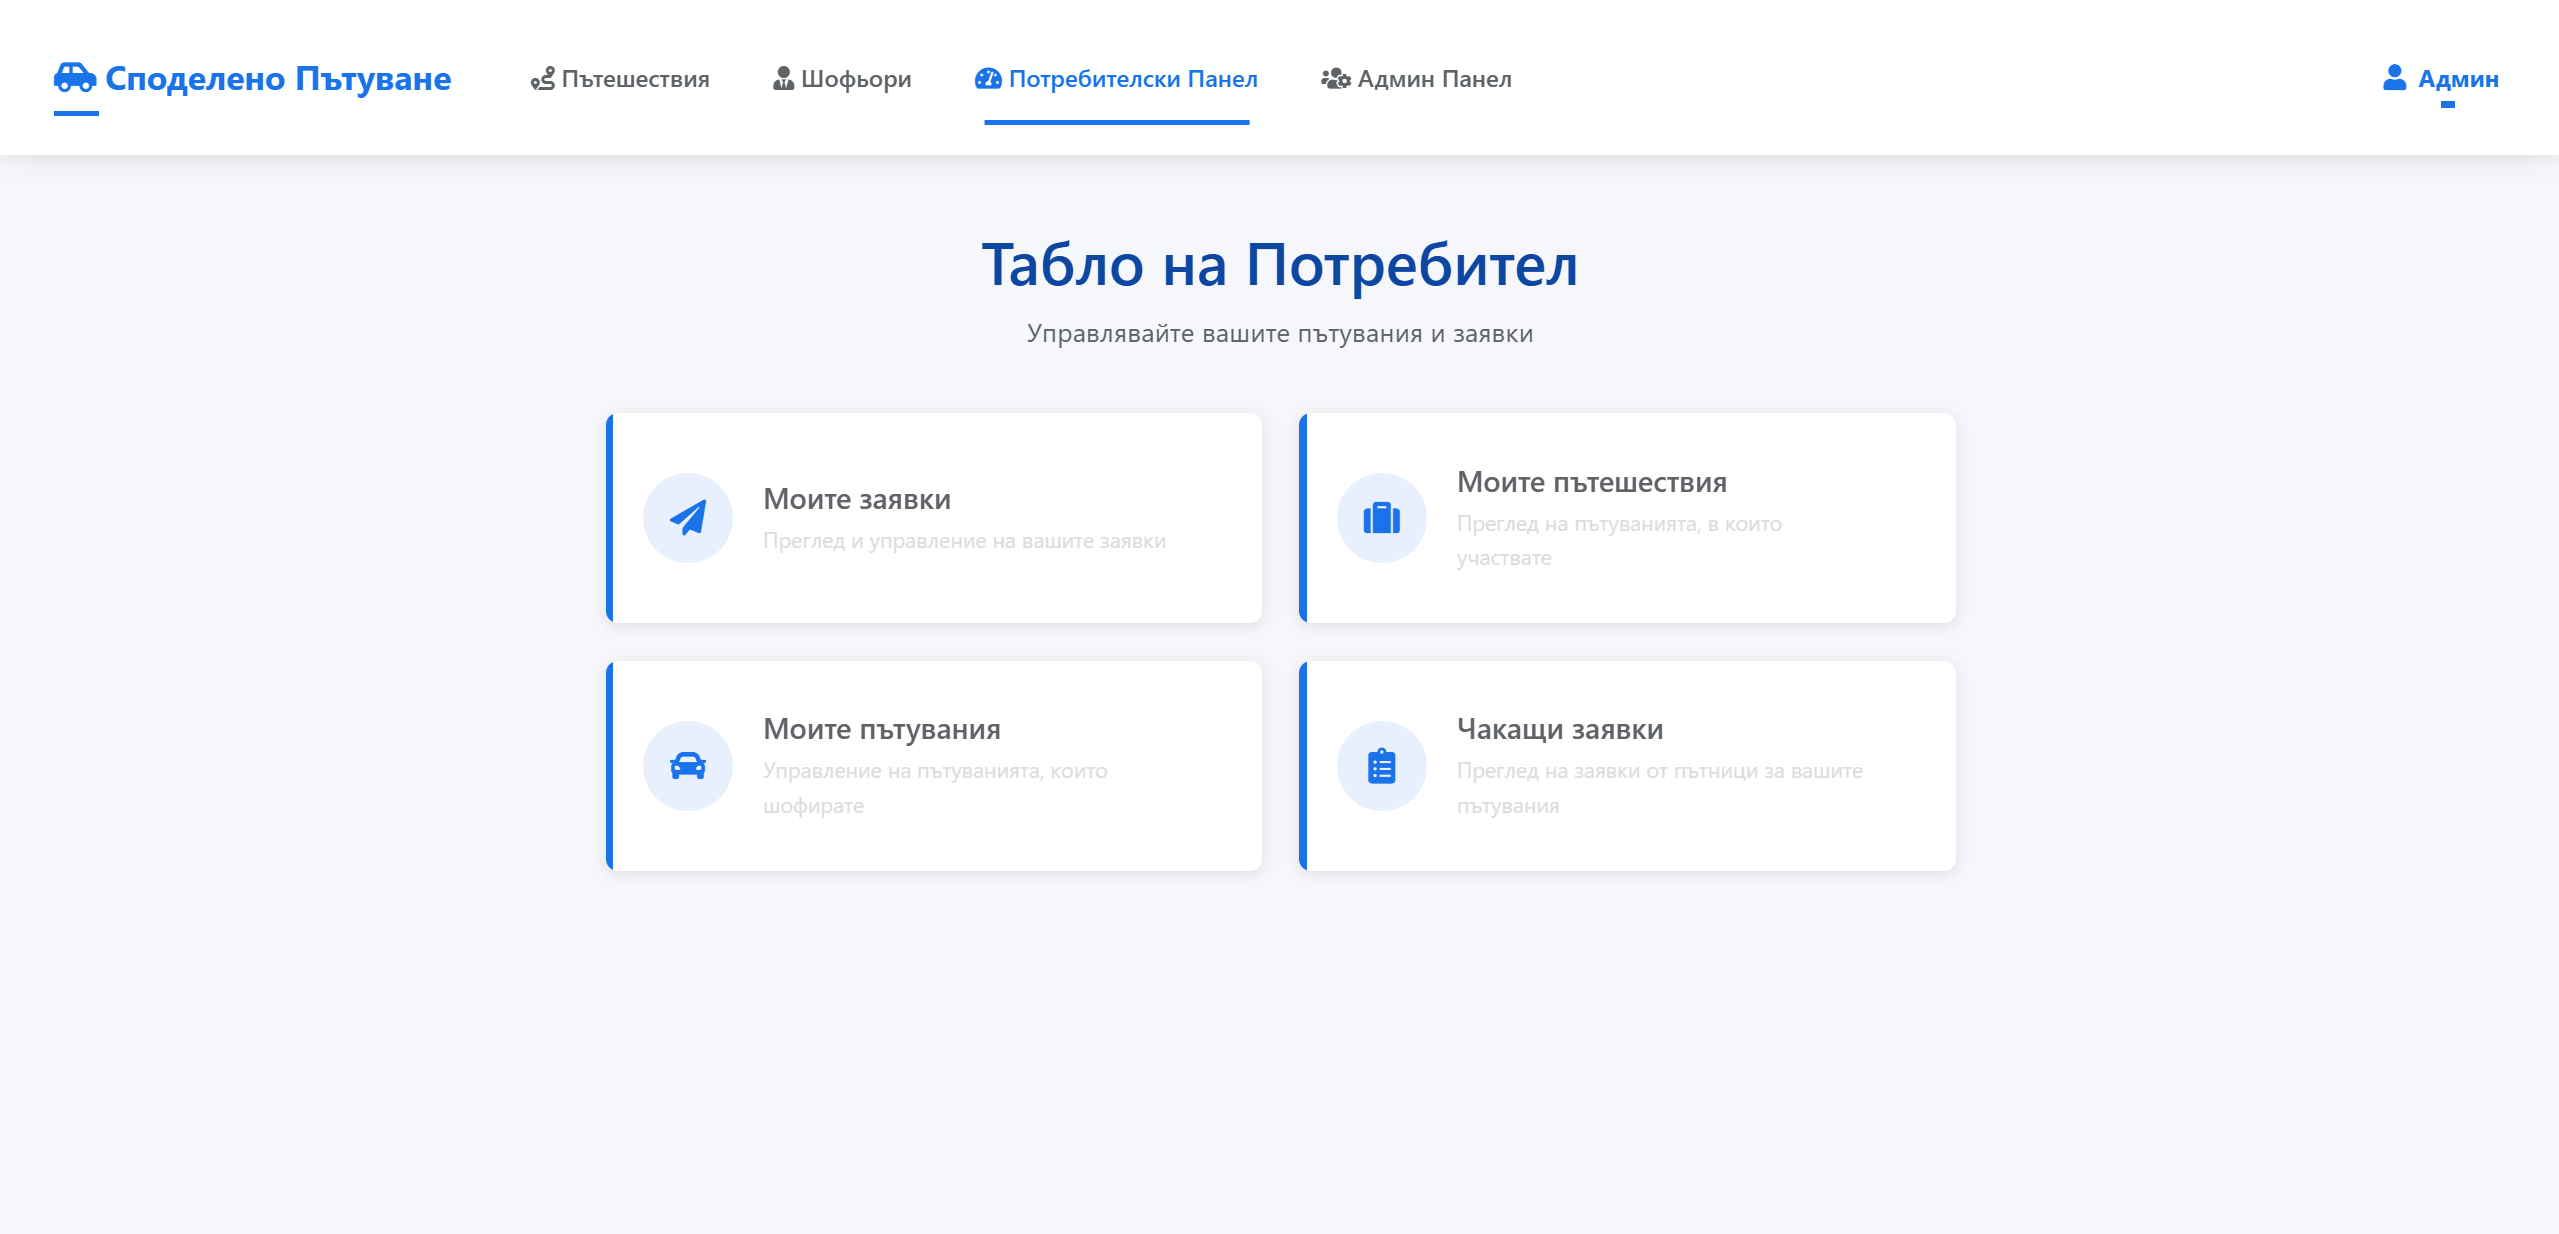 Споделено Пътуване
Пътешествия
Шофьори
Потребителски Панел
Админ Панел
Админ
Табло на Потребител
Управлявайте вашите пътувания и заявки
Моите заявки
Преглед и управление на вашите заявки
Моите пътешествия
Преглед на пътуванията, в които
участвате
Моите пътувания
Управление на пътуванията, които
шофирате
Чакащи заявки
Преглед на заявки от пътници за вашите
пътувания